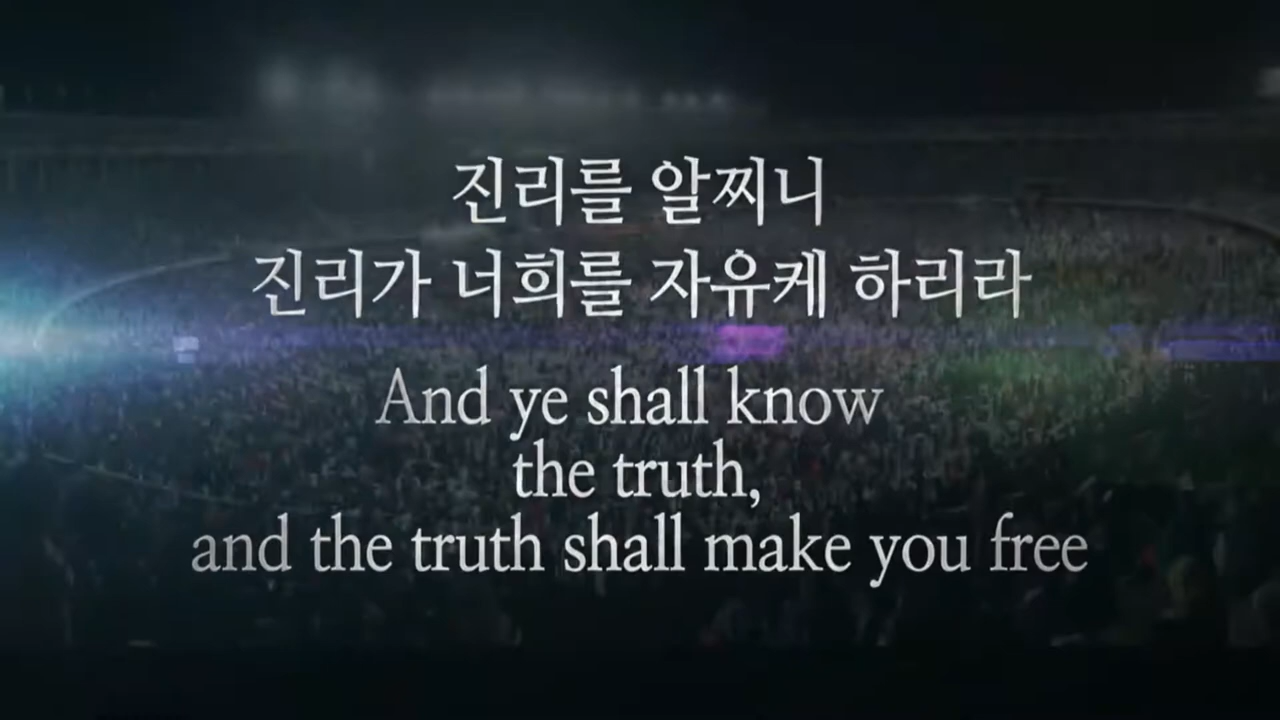 진리를 알찌니
진리가 너희를 자유케 하리라
And ye shall know
the truth,
and the truth shall make you free